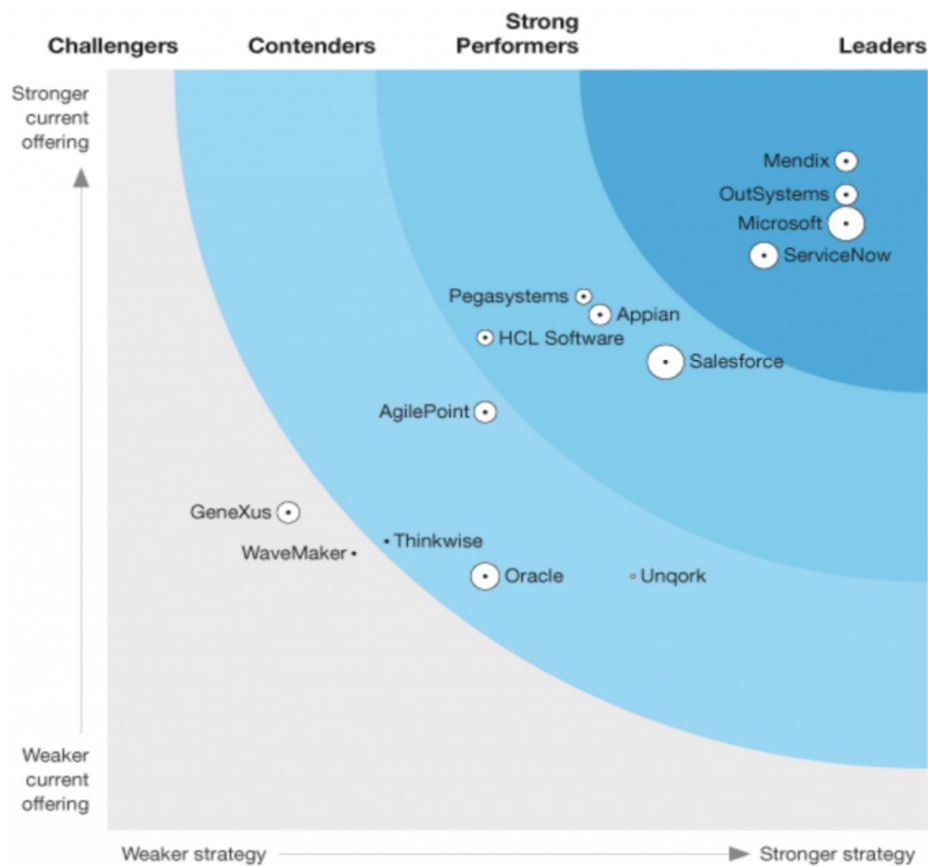 Strong
Challengers
Contenders
Performers
Leaders
Stronger
current
offering
Mendix
OutSystems
Microsoft
ServiceNow
Pegasystems
Appian
HCL Software
Salesforce
AgilePoint
GeneXus
Thinkwise
WaveMaker
Oracle
Unqork
Weaker
current
offering
Weaker strategy
Stronger strategy